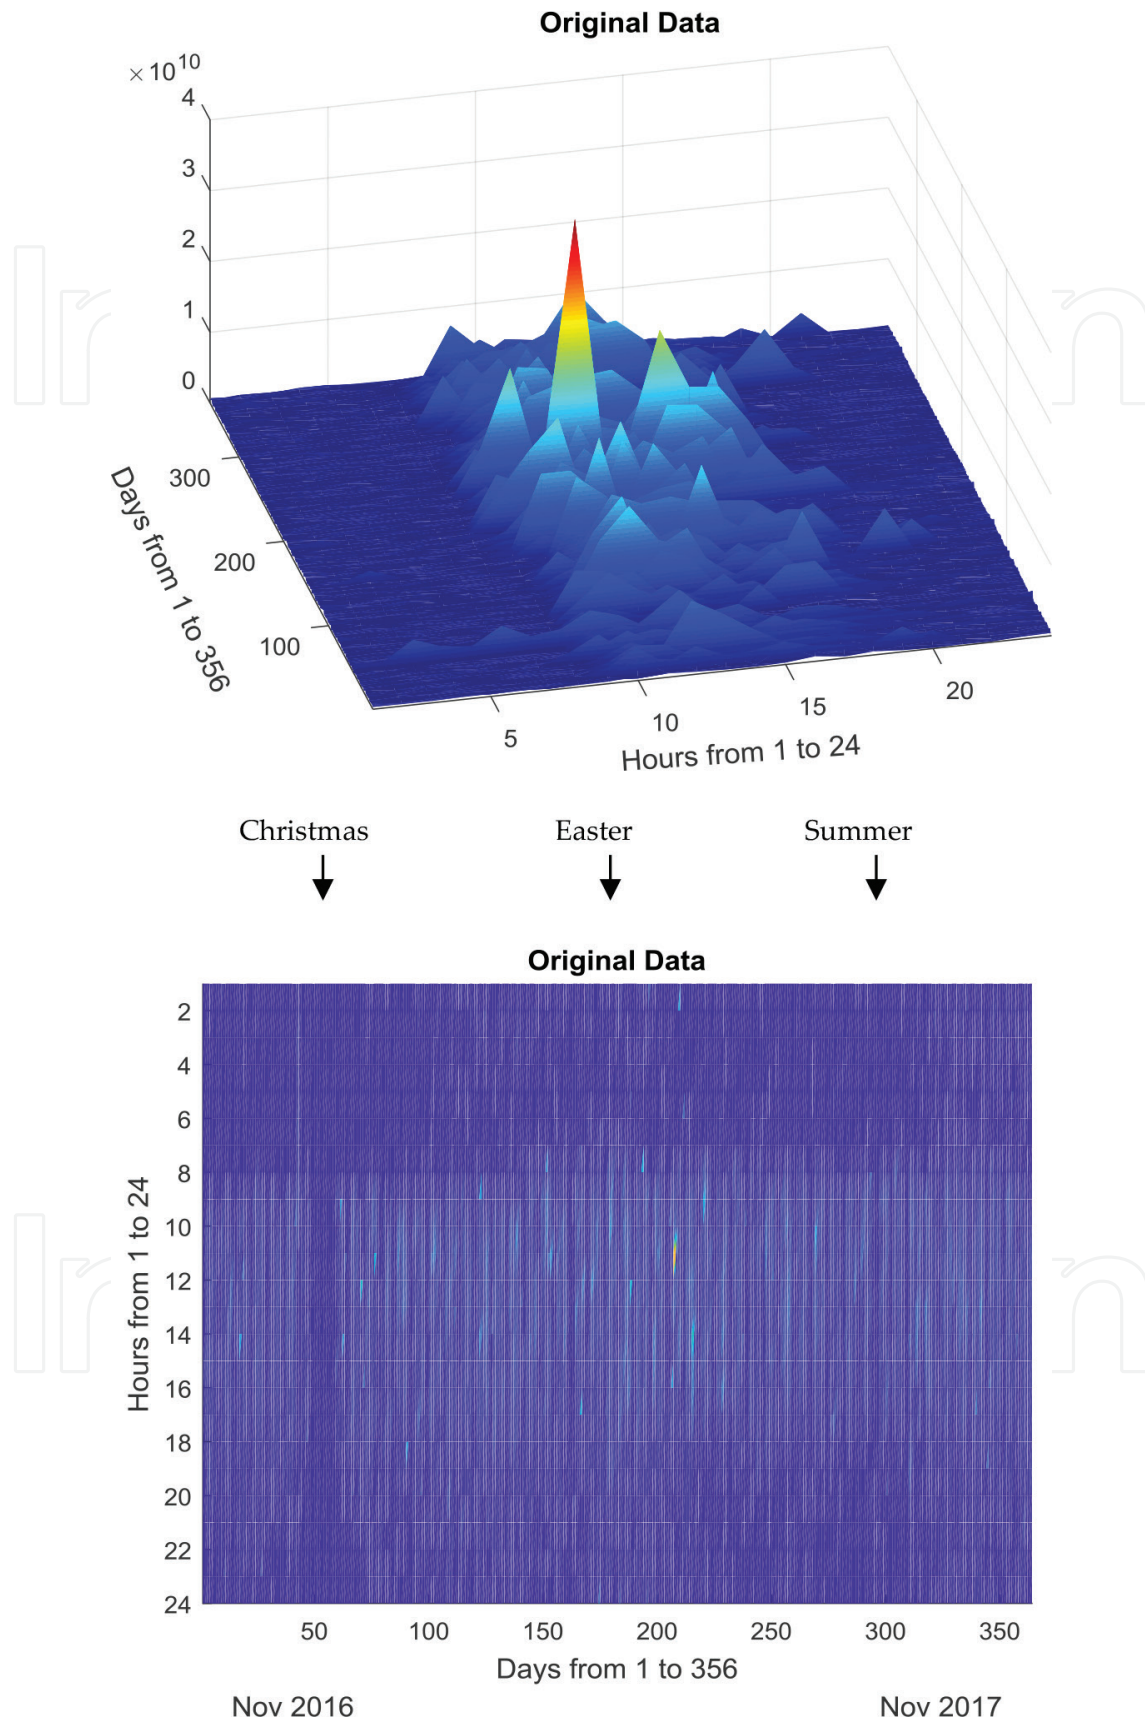 Original Data
×10^10
4
3
2
1
0
300
200
100
Days from 1 to 356
5
10
15
20
Hours from 1 to 24
Christmas Easter Summer
Original Data
2
4
6
8
10
12
14
16
18
20
22
24
Hours from 1 to 24
50 100 150 200 250 300 350
Days from 1 to 356
Nov 2016 Nov 2017